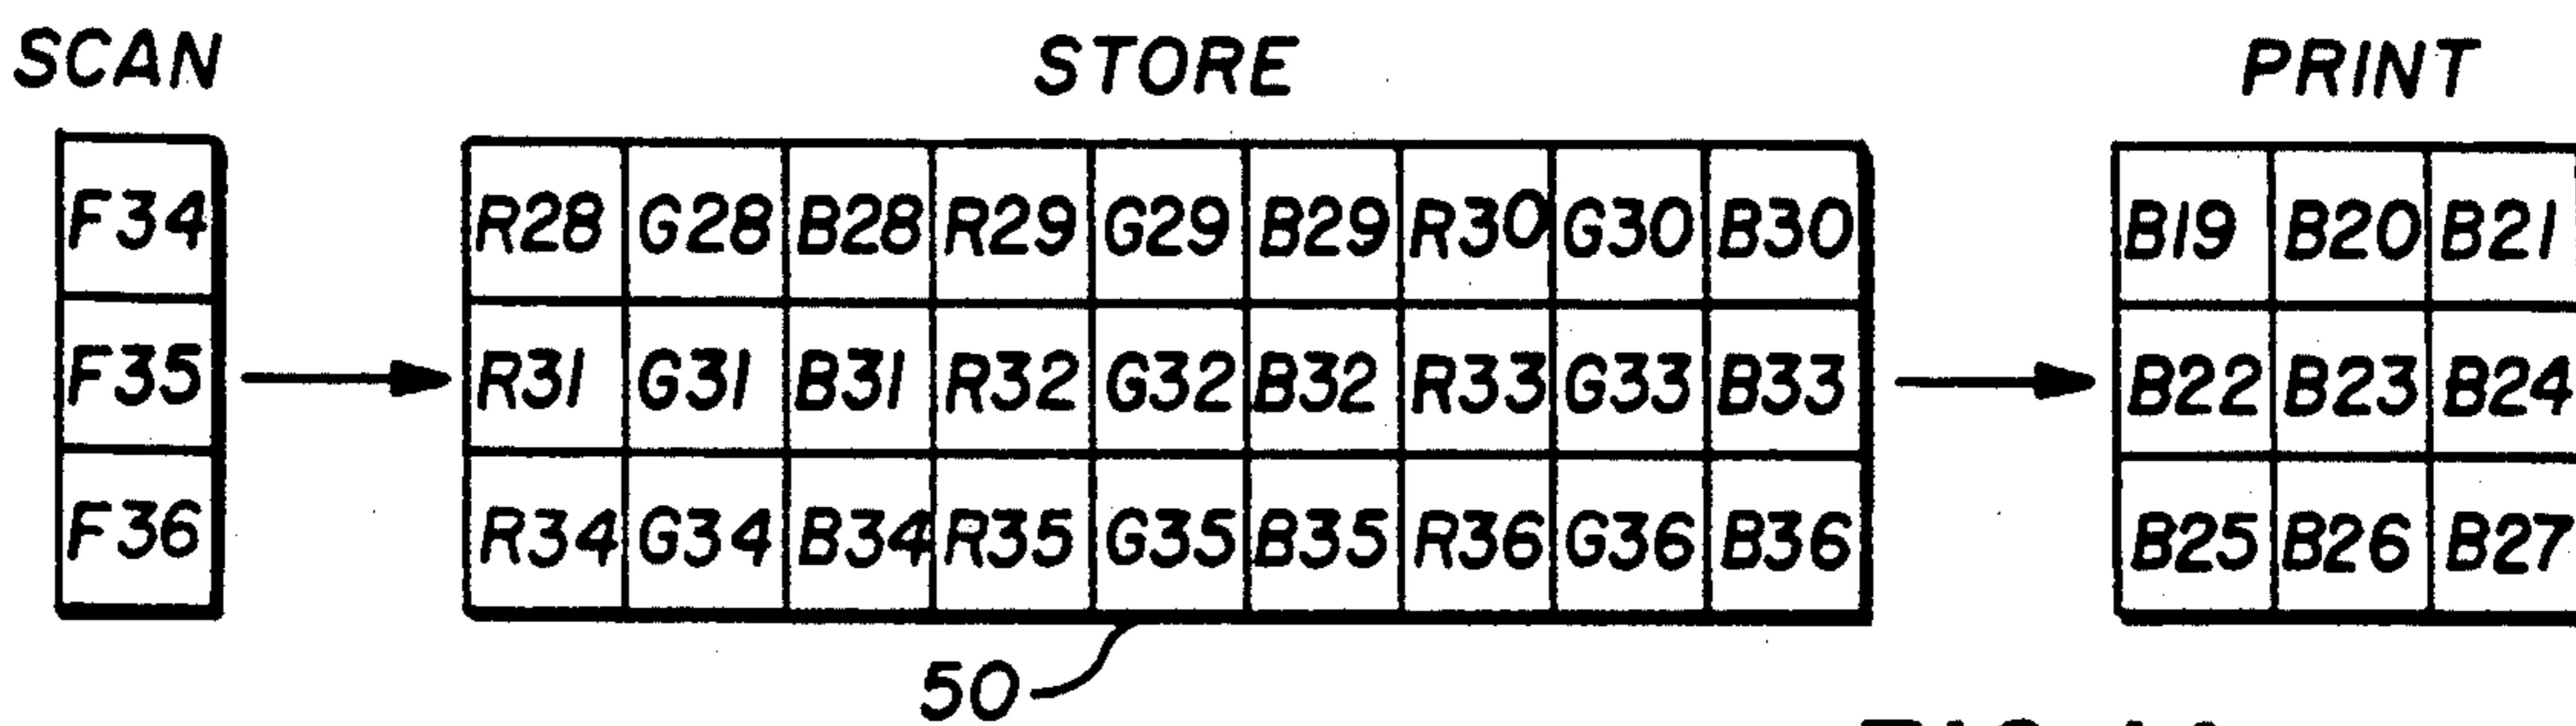 SCAN STORE PRINT
F34 R28 G28 B28 R29 G29 B29 R30 G30 B30 B19 B20 B21
F35 R31 G31 B31 R32 G32 B32 R33 G33 B33 B22 B23 B24
F36 R34 G34 B34 R35 G35 B35 R36 G36 B36 B25 B26 B27
50